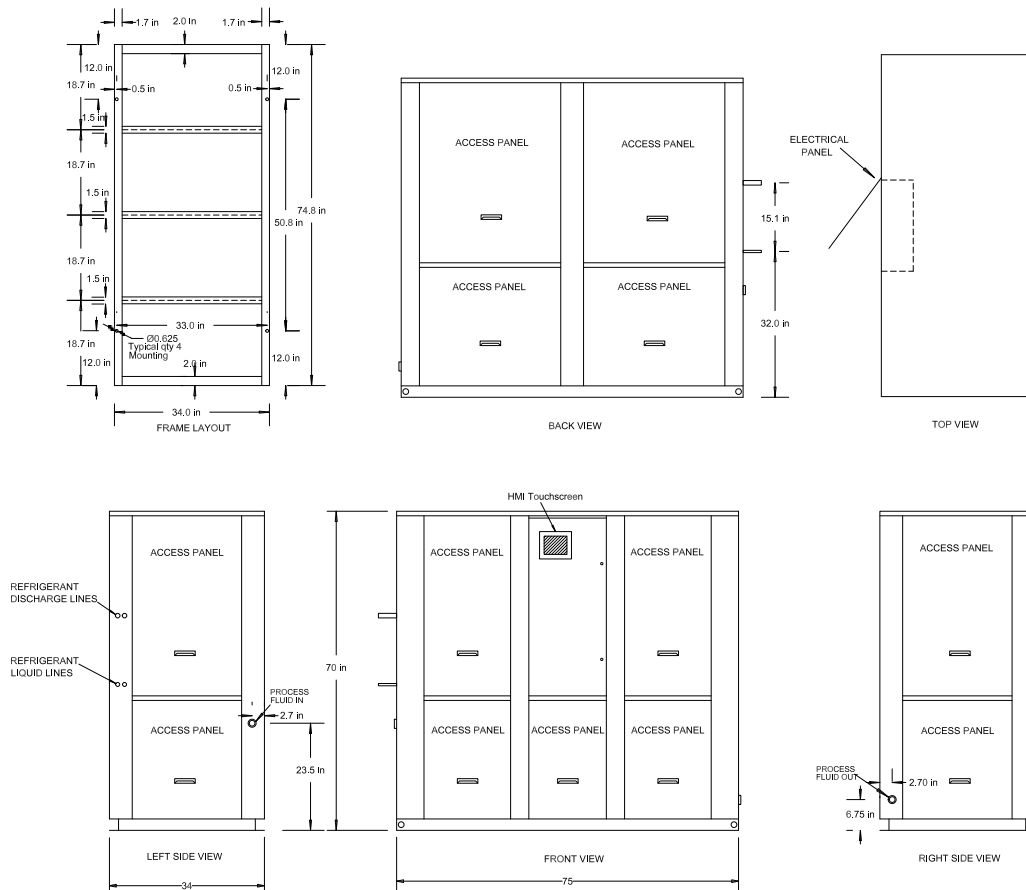 1.7 in
2.0 in
1.7 in
12.0 in
12.0 in
18.7 in
0.5 in
0.5 in
1.5 in
18.7 in
1.5 in
74.8 in
50.8 in
18.7 in
1.5 in
33.0 in
Ø0.625
Typical qty 4
Mounting
18.7 in
12.0 in
2.0 in
12.0 in
34.0 in
FRAME LAYOUT
ACCESS PANEL
ACCESS PANEL
ACCESS PANEL
ACCESS PANEL
15.1 in
32.0 in
BACK VIEW
ELECTRICAL
PANEL
TOP VIEW
REFRIGERANT
DISCHARGE LINES
REFRIGERANT
LIQUID LINES
ACCESS PANEL
ACCESS PANEL
PROCESS
FLUID IN
2.7 in
23.5 In
LEFT SIDE VIEW
34
HMI Touchscreen
ACCESS PANEL
ACCESS PANEL
70 in
ACCESS PANEL
ACCESS PANEL
ACCESS PANEL
FRONT VIEW
75
ACCESS PANEL
ACCESS PANEL
PROCESS
FLUID OUT
2.70 in
6.75 in
RIGHT SIDE VIEW